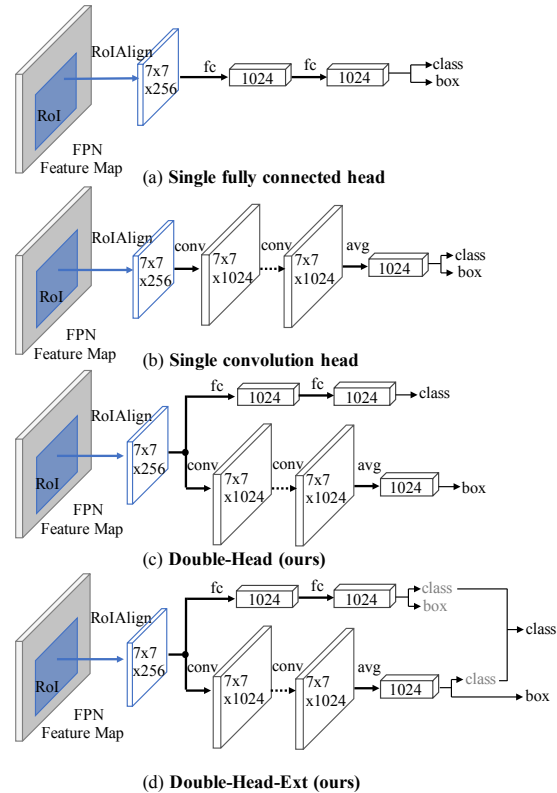 RoIAlign
7x7
x256
fc
1024
fc
1024
class
box
RoI
FPN
Feature Map
(a) Single fully connected head
RoIAlign
7x7
x256
conv
7x7
x1024
conv
7x7
x1024
avg
1024
class
box
RoI
FPN
Feature Map
(b) Single convolution head
RoIAlign
7x7
x256
fc
1024
fc
1024
class
conv
7x7
x1024
conv
7x7
x1024
avg
1024
box
RoI
FPN
Feature Map
(c) Double-Head (ours)
RoIAlign
7x7
x256
fc
1024
fc
1024
class
box
class
conv
7x7
x1024
conv
7x7
x1024
avg
1024
class
box
RoI
FPN
Feature Map
(d) Double-Head-Ext (ours)